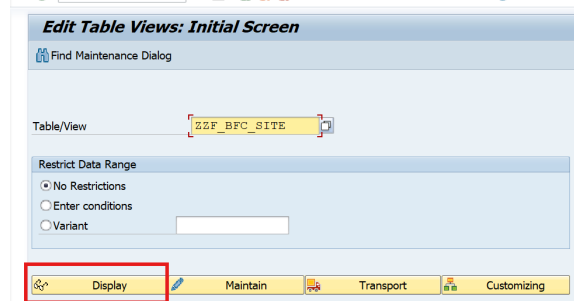 Edit Table Views: Initial Screen
Find Maintenance Dialog
Table/View ZZF_BFC_SITE
Restrict Data Range
No Restrictions
Enter conditions
Variant
Display Maintain Transport Customizing